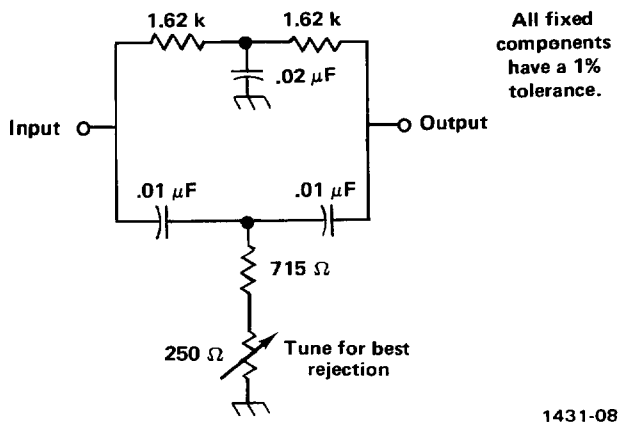 1.62 k
1.62 k
All fixed
components
have a 1%
tolerance.
.02 μF
Input
Output
.01 μF
.01 μF
715 Ω
250 Ω
Tune for best
rejection
1431-08